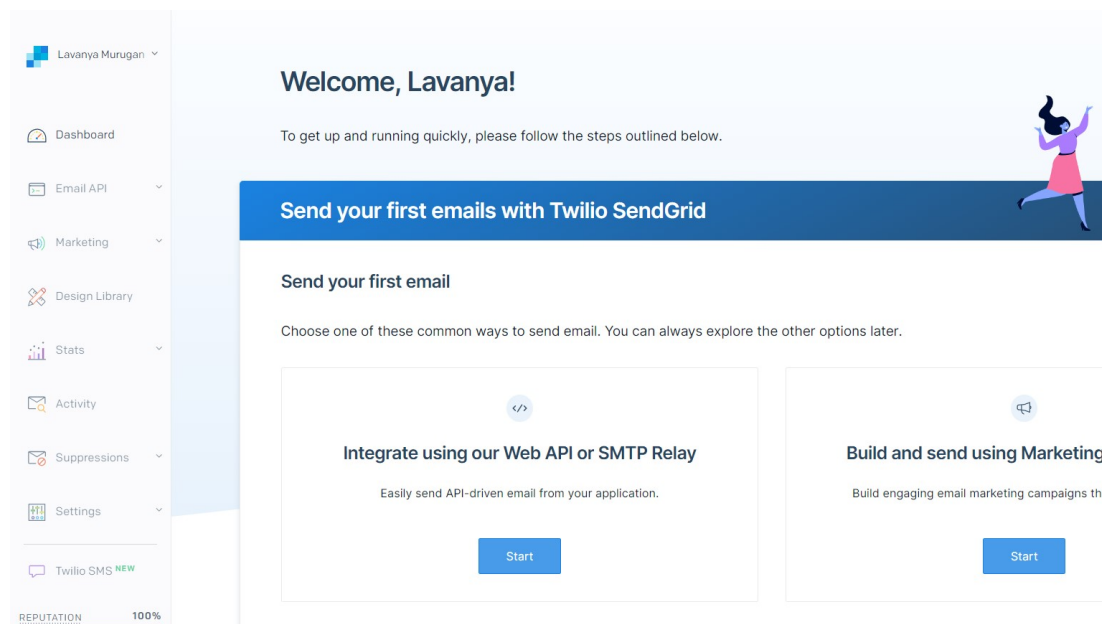 Lavanya Murugan
Dashboard
Email API
Marketing
Design Library
Stats
Activity
Suppressions
Settings
Twilio SMS NEW
REPUTATION 100%
Welcome, Lavanya!
To get up and running quickly, please follow the steps outlined below.
Send your first emails with Twilio SendGrid
Send your first email
Choose one of these common ways to send email. You can always explore the other options later.
Integrate using our Web API or SMTP Relay
Easily send API-driven email from your application.
Start
Build and send using Marketing
Build engaging email marketing campaigns th
Start